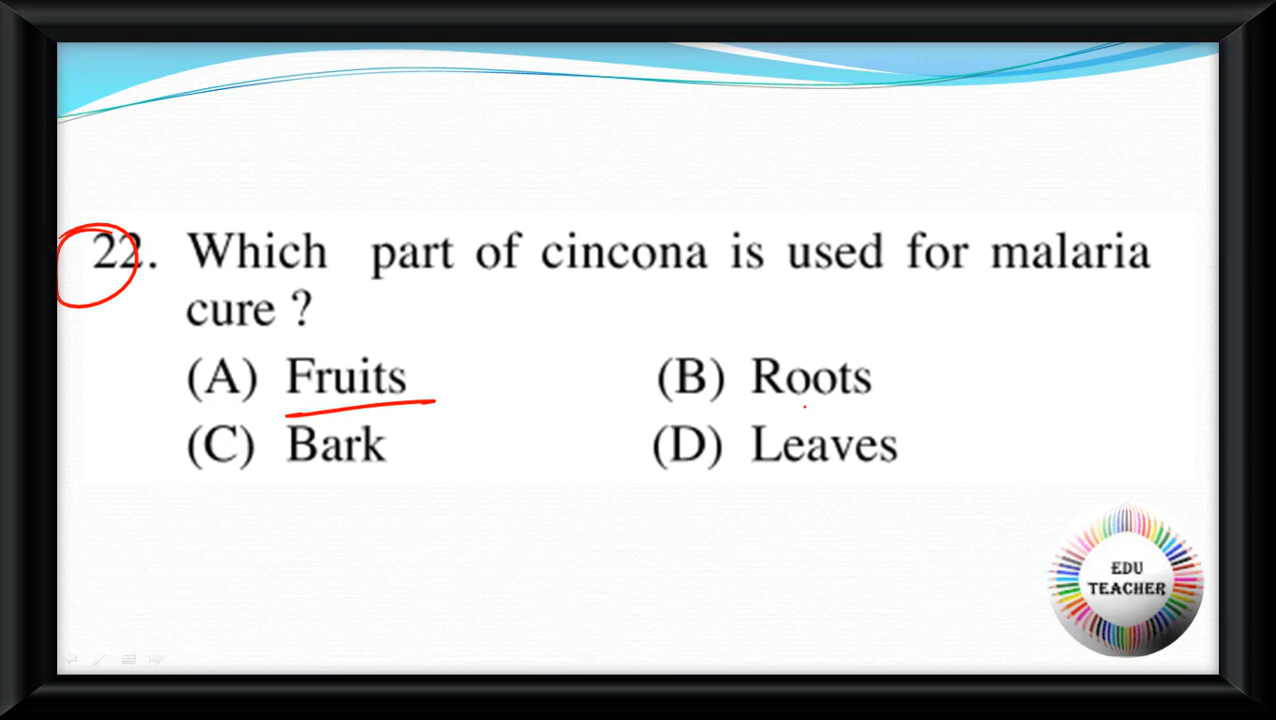 22. Which part of cincona is used for malaria
cure ?
(A) Fruits (B) Roots
(C) Bark (D) Leaves
EDU
TEACHER